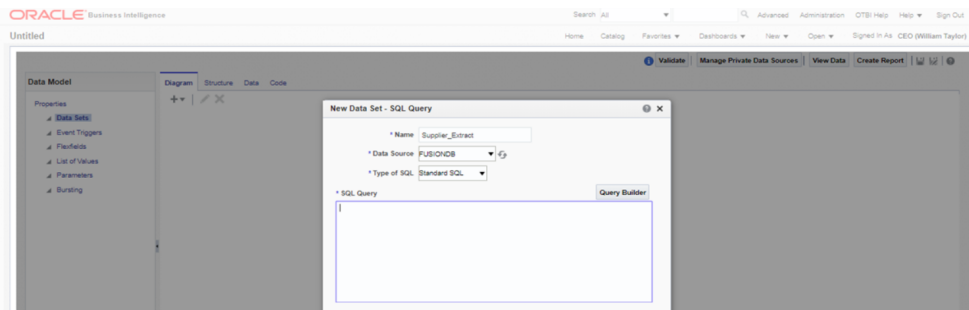 ORACLE Business Intelligence
Search All Advanced Administration OTBI Help Help Sign Out
Untitled
Home Catalog Favorites Dashboards New Open Signed In As CEO (William Taylor)
Validate Manage Private Data Sources View Data Create Report
Data Model
Diagram Structure Data Code
Properties
Data Sets
Event Triggers
Flexfields
List of Values
Parameters
Bursting
New Data Set - SQL Query
* Name Supplier_Extract
* Data Source FUSIONDB
* Type of SQL Standard SQL
* SQL Query
Query Builder